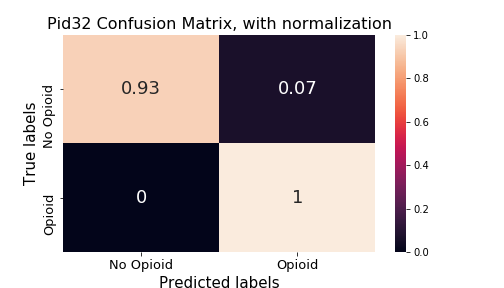 Pid32 Confusion Matrix, with normalization
True labels
No Opioid
Opioid
0.93
0.07
0
1
No Opioid
Opioid
Predicted labels
1.0
0.8
0.6
0.4
0.2
0.0